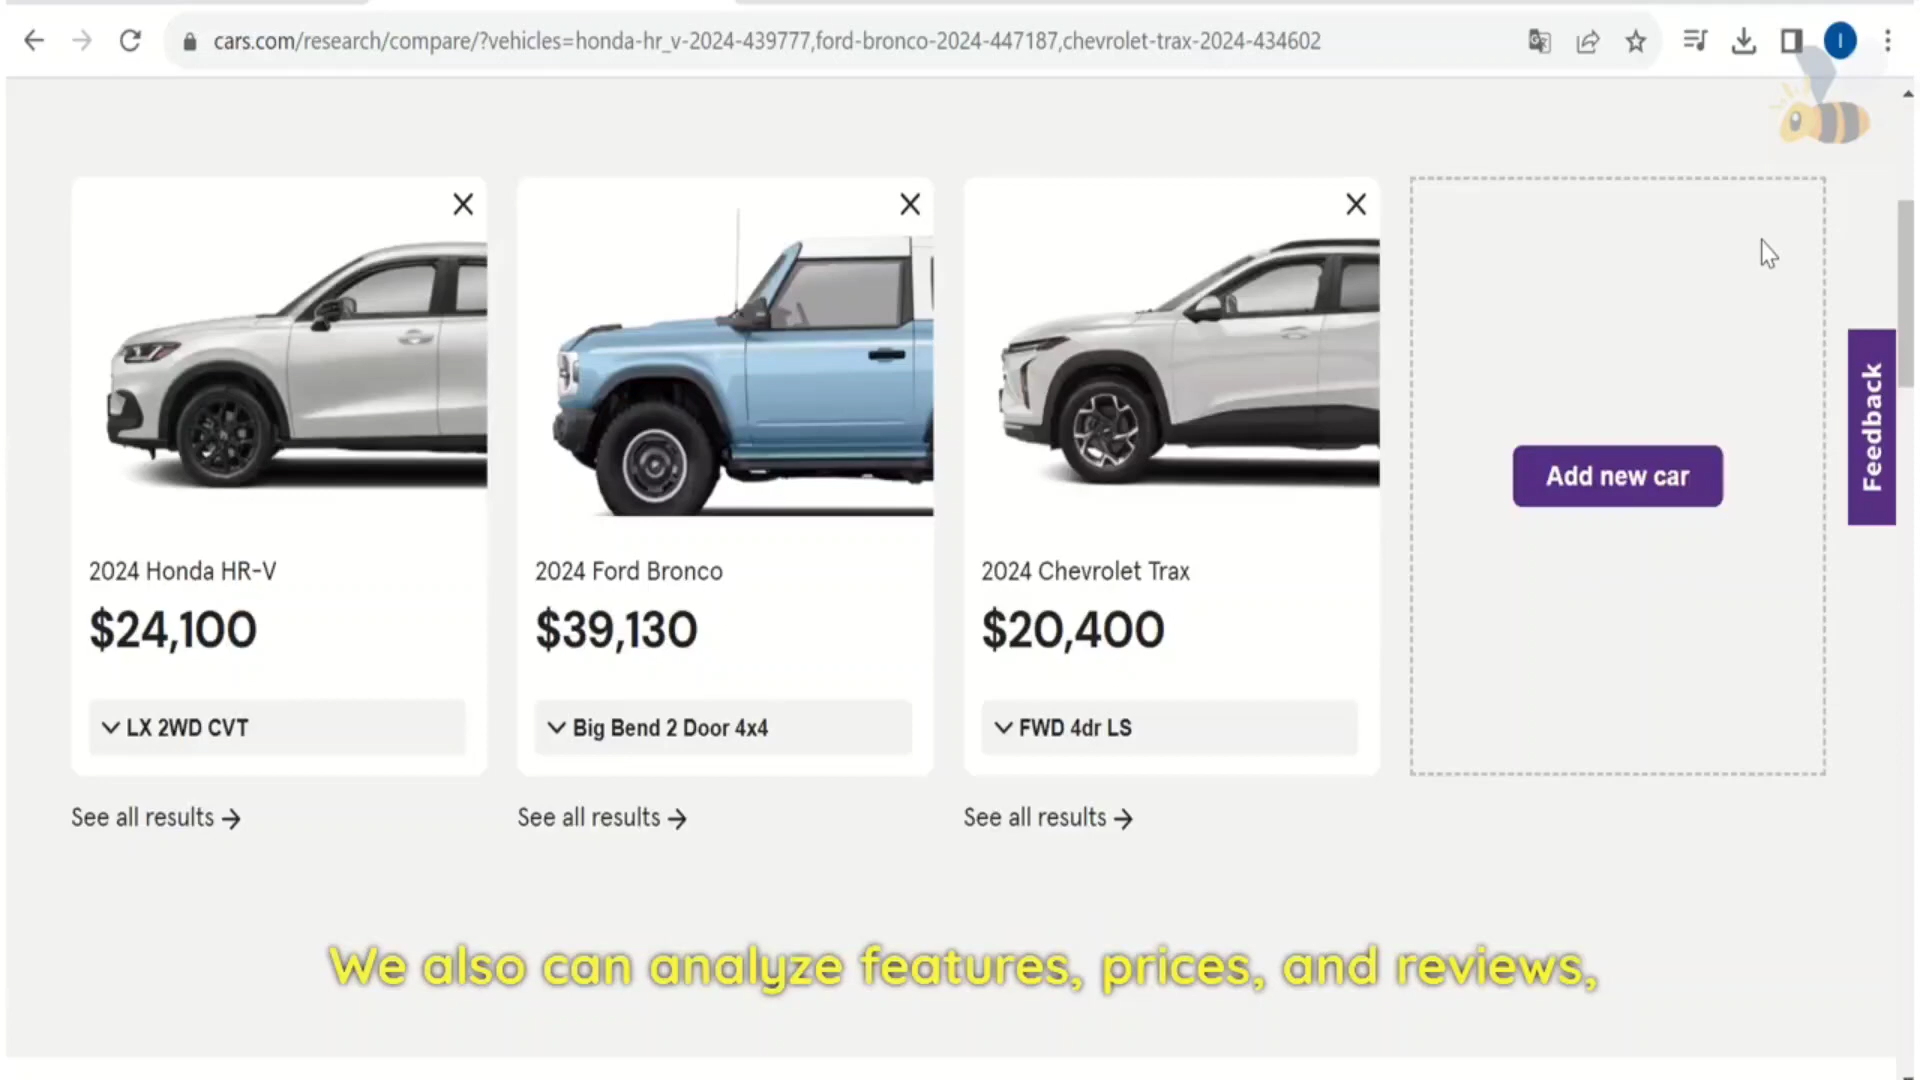 cars.com/research/compare/?vehicles=honda-hr_v-2024-439777,ford-bronco-2024-447187,chevrolet-trax-2024-434602
I
Add new car
Feedback
2024 Honda HR-V
$24,100
LX 2WD CVT
See all results
2024 Ford Bronco
$39,130
Big Bend 2 Door 4x4
See all results
2024 Chevrolet Trax
$20,400
FWD 4dr LS
See all results
We also can analyze features, prices, and reviews,